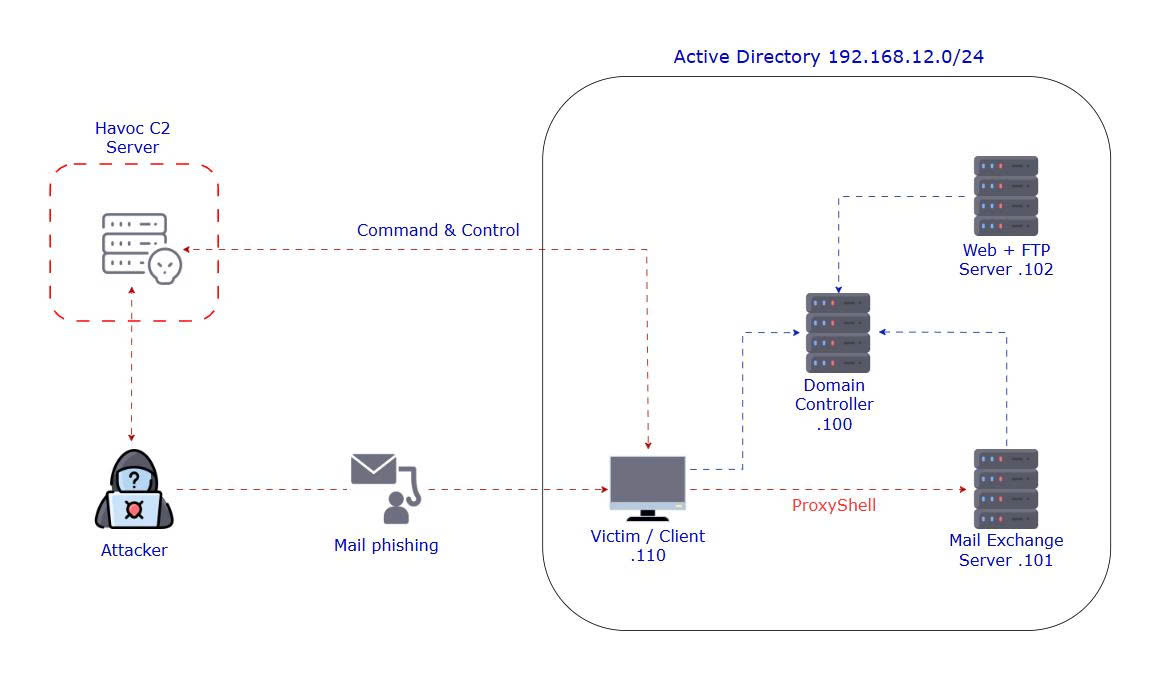 Active Directory 192.168.12.0/24
Havoc C2
Server
Command & Control
Web + FTP
Server .102
Domain
Controller
.100
ProxyShell
Attacker
Mail phishing
Victim / Client
.110
Mail Exchange
Server .101